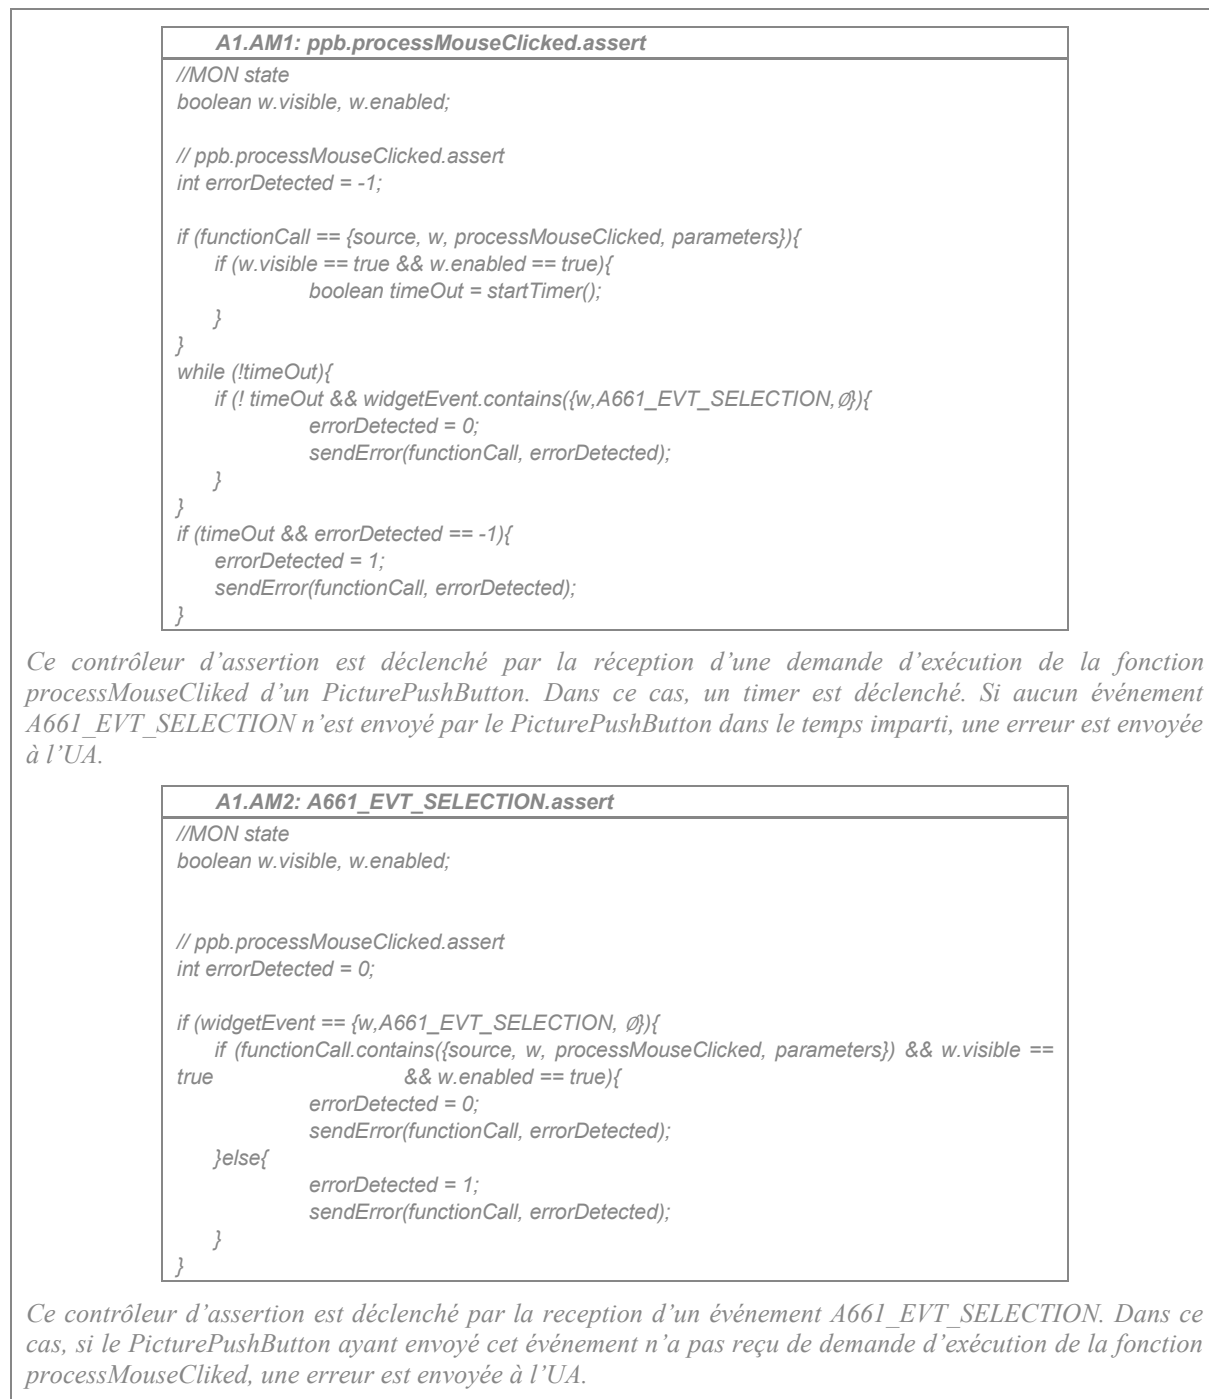 A1.AM1: ppb.processMouseClicked.assert
//MON state
boolean w.visible, w.enabled;
// ppb.processMouseClicked.assert
int errorDetected = -1;
if (functionCall == {source, w, processMouseClicked, parameters}){
if (w.visible == true && w.enabled == true){
boolean timeOut = startTimer();
}
}
while (!timeOut){
if (! timeOut && widgetEvent.contains({w,A661_EVT_SELECTION,∅}){
errorDetected = 0;
sendError(functionCall, errorDetected);
}
}
if (timeOut && errorDetected == -1){
errorDetected = 1;
sendError(functionCall, errorDetected);
}
Ce contrôleur d’assertion est déclenché par la réception d’une demande d’exécution de la fonction
processMouseCliked d’un PicturePushButton. Dans ce cas, un timer est déclenché. Si aucun événement
A661_EVT_SELECTION n’est envoyé par le PicturePushButton dans le temps imparti, une erreur est envoyée
à l’UA.
A1.AM2: A661_EVT_SELECTION.assert
//MON state
boolean w.visible, w.enabled;
// ppb.processMouseClicked.assert
int errorDetected = 0;
if (widgetEvent == {w,A661_EVT_SELECTION, ∅}){
if (functionCall.contains({source, w, processMouseClicked, parameters}) && w.visible ==
true && w.enabled == true){
errorDetected = 0;
sendError(functionCall, errorDetected);
}else{
errorDetected = 1;
sendError(functionCall, errorDetected);
}
}
Ce contrôleur d’assertion est déclenché par la reception d’un événement A661_EVT_SELECTION. Dans ce
cas, si le PicturePushButton ayant envoyé cet événement n’a pas reçu de demande d’exécution de la fonction
processMouseCliked, une erreur est envoyée à l’UA.